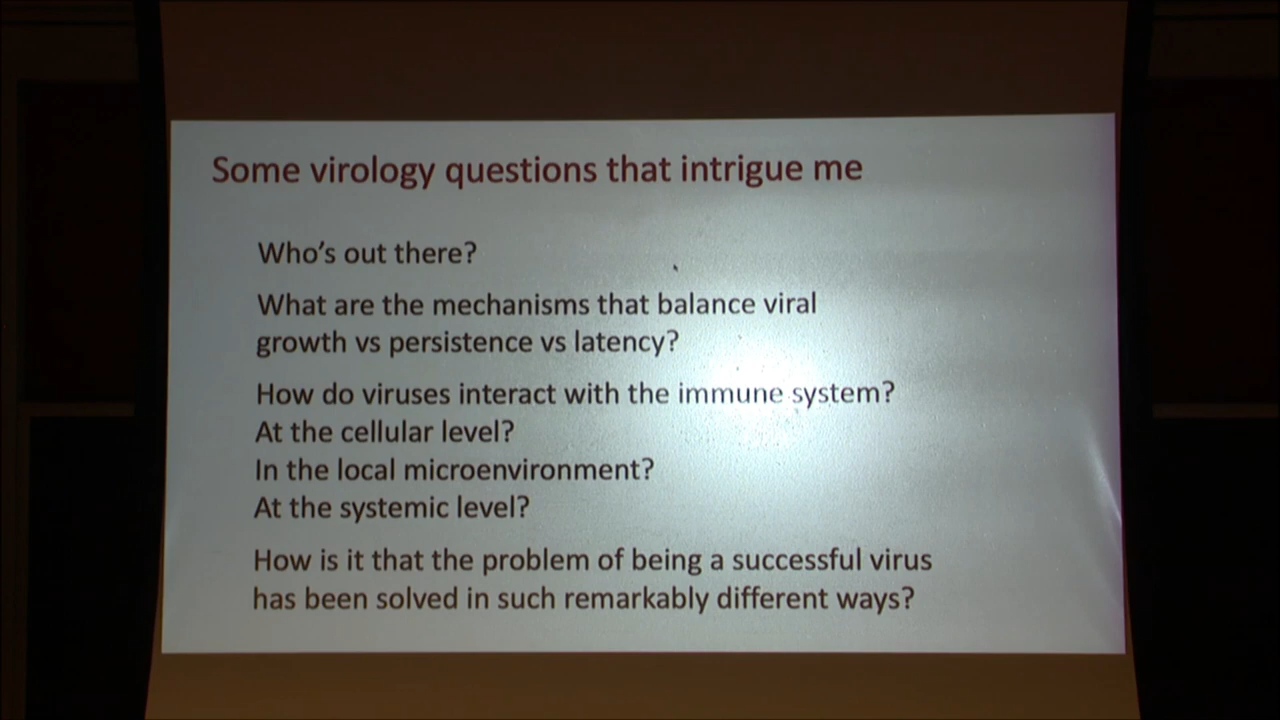 Some virology questions that intrigue me
Who's out there?
What are the mechanisms that balance viral
growth vs persistence vs latency?
How do viruses interact with the immune system?
At the cellular level?
In the local microenvironment?
At the systemic level?
How is it that the problem of being a successful virus
has been solved in such remarkably different ways?